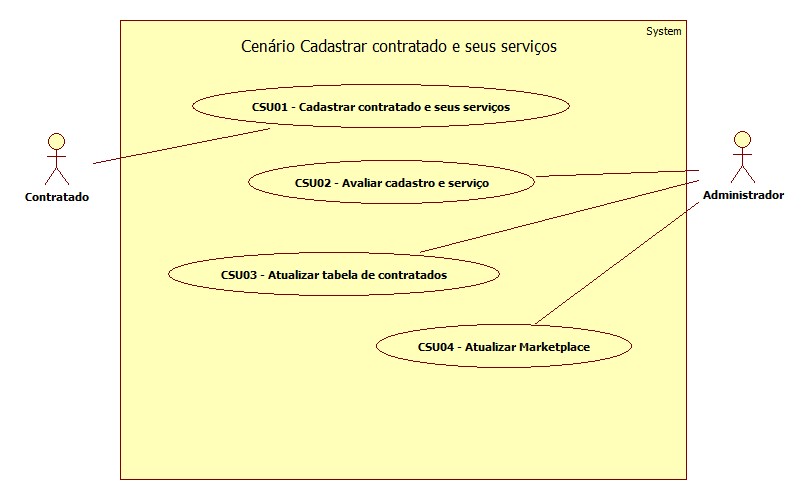 System
Cenário Cadastrar contratado e seus serviços
CSU01 - Cadastrar contratado e seus serviços
CSU02 - Avaliar cadastro e serviço
Contratado
Administrador
CSU03 - Atualizar tabela de contratados
CSU04 - Atualizar Marketplace